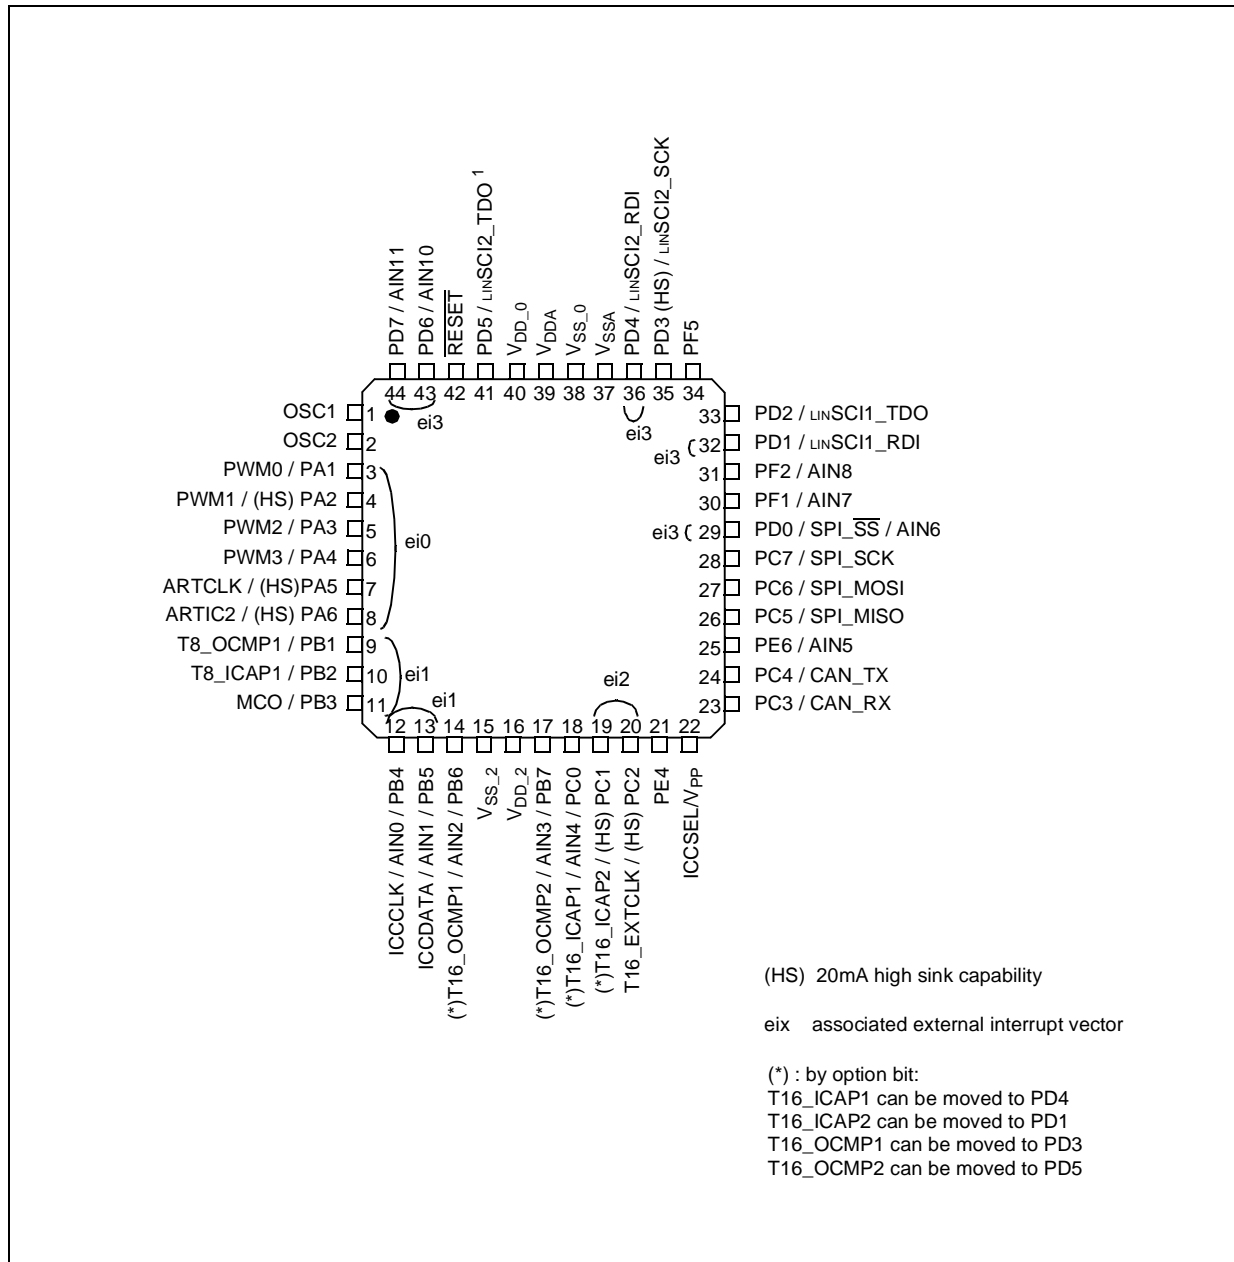 PD7 / AIN11
PD6 / AIN10
RESET
PD5 / LINSCI2_TDO 1
VDD_0
VDDA
VSS_0
VSSA
PD4 / LINSCI2_RDI
PD3 (HS) / LINSCI2_SCK
PF5
44 43 42 41 40 39 38 37 36 35 34
ei3
ei3
OSC1 1
OSC2 2
PWM0 / PA1 3
PWM1 / (HS) PA2 4
PWM2 / PA3 5
PWM3 / PA4 6
ARTCLK / (HS)PA5 7
ARTIC2 / (HS) PA6 8
T8_OCMP1 / PB1 9
T8_ICAP1 / PB2 10
MCO / PB3 11
ei0
ei1
ei1
ei2
33 PD2 / LINSCI1_TDO
ei3 32 PD1 / LINSCI1_RDI
31 PF2 / AIN8
30 PF1 / AIN7
ei3 29 PD0 / SPI_SS / AIN6
28 PC7 / SPI_SCK
27 PC6 / SPI_MOSI
26 PC5 / SPI_MISO
25 PE6 / AIN5
24 PC4 / CAN_TX
23 PC3 / CAN_RX
12 13 14 15 16 17 18 19 20 21 22
ICCCLK / AIN0 / PB4
ICCDATA / AIN1 / PB5
(*)T16_OCMP1 / AIN2 / PB6
VSS_2
VDD_2
(*)T16_OCMP2 / AIN3 / PB7
(*)T16_ICAP1 / AIN4 / PC0
(*)T16_ICAP2 / (HS) PC1
T16_EXTCLK / (HS) PC2
PE4
ICCSEL/VPP
(HS) 20mA high sink capability
eix associated external interrupt vector
(*) : by option bit:
T16_ICAP1 can be moved to PD4
T16_ICAP2 can be moved to PD1
T16_OCMP1 can be moved to PD3
T16_OCMP2 can be moved to PD5